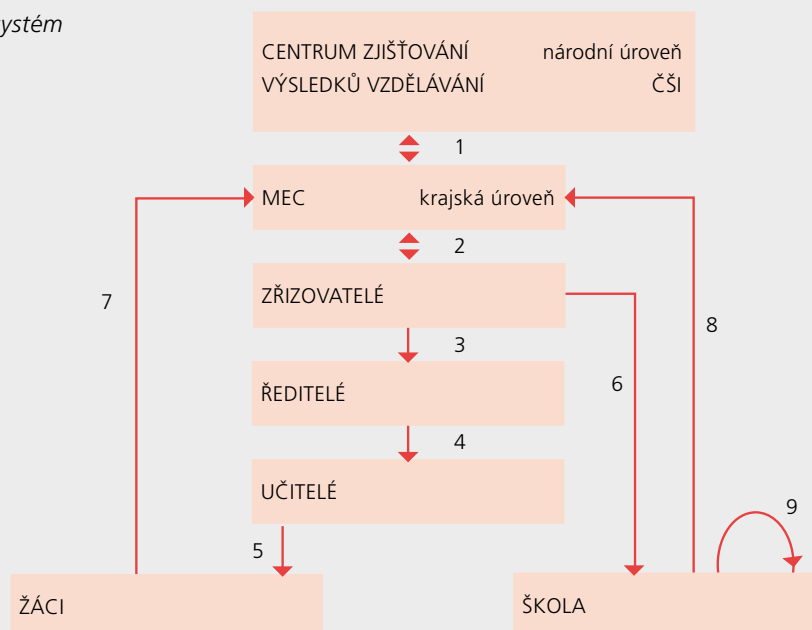 ystém
CENTRUM ZJIŠŤOVÁNÍ národní úroveň
VÝSLEDKŮ VZDĚLÁVÁNÍ ČŠI
1
MEC krajská úroveň
2
ZŘIZOVATELÉ
7
3
8
ŘEDITELÉ
6
4
UČITELÉ
9
5
ŽÁCI
ŠKOLA